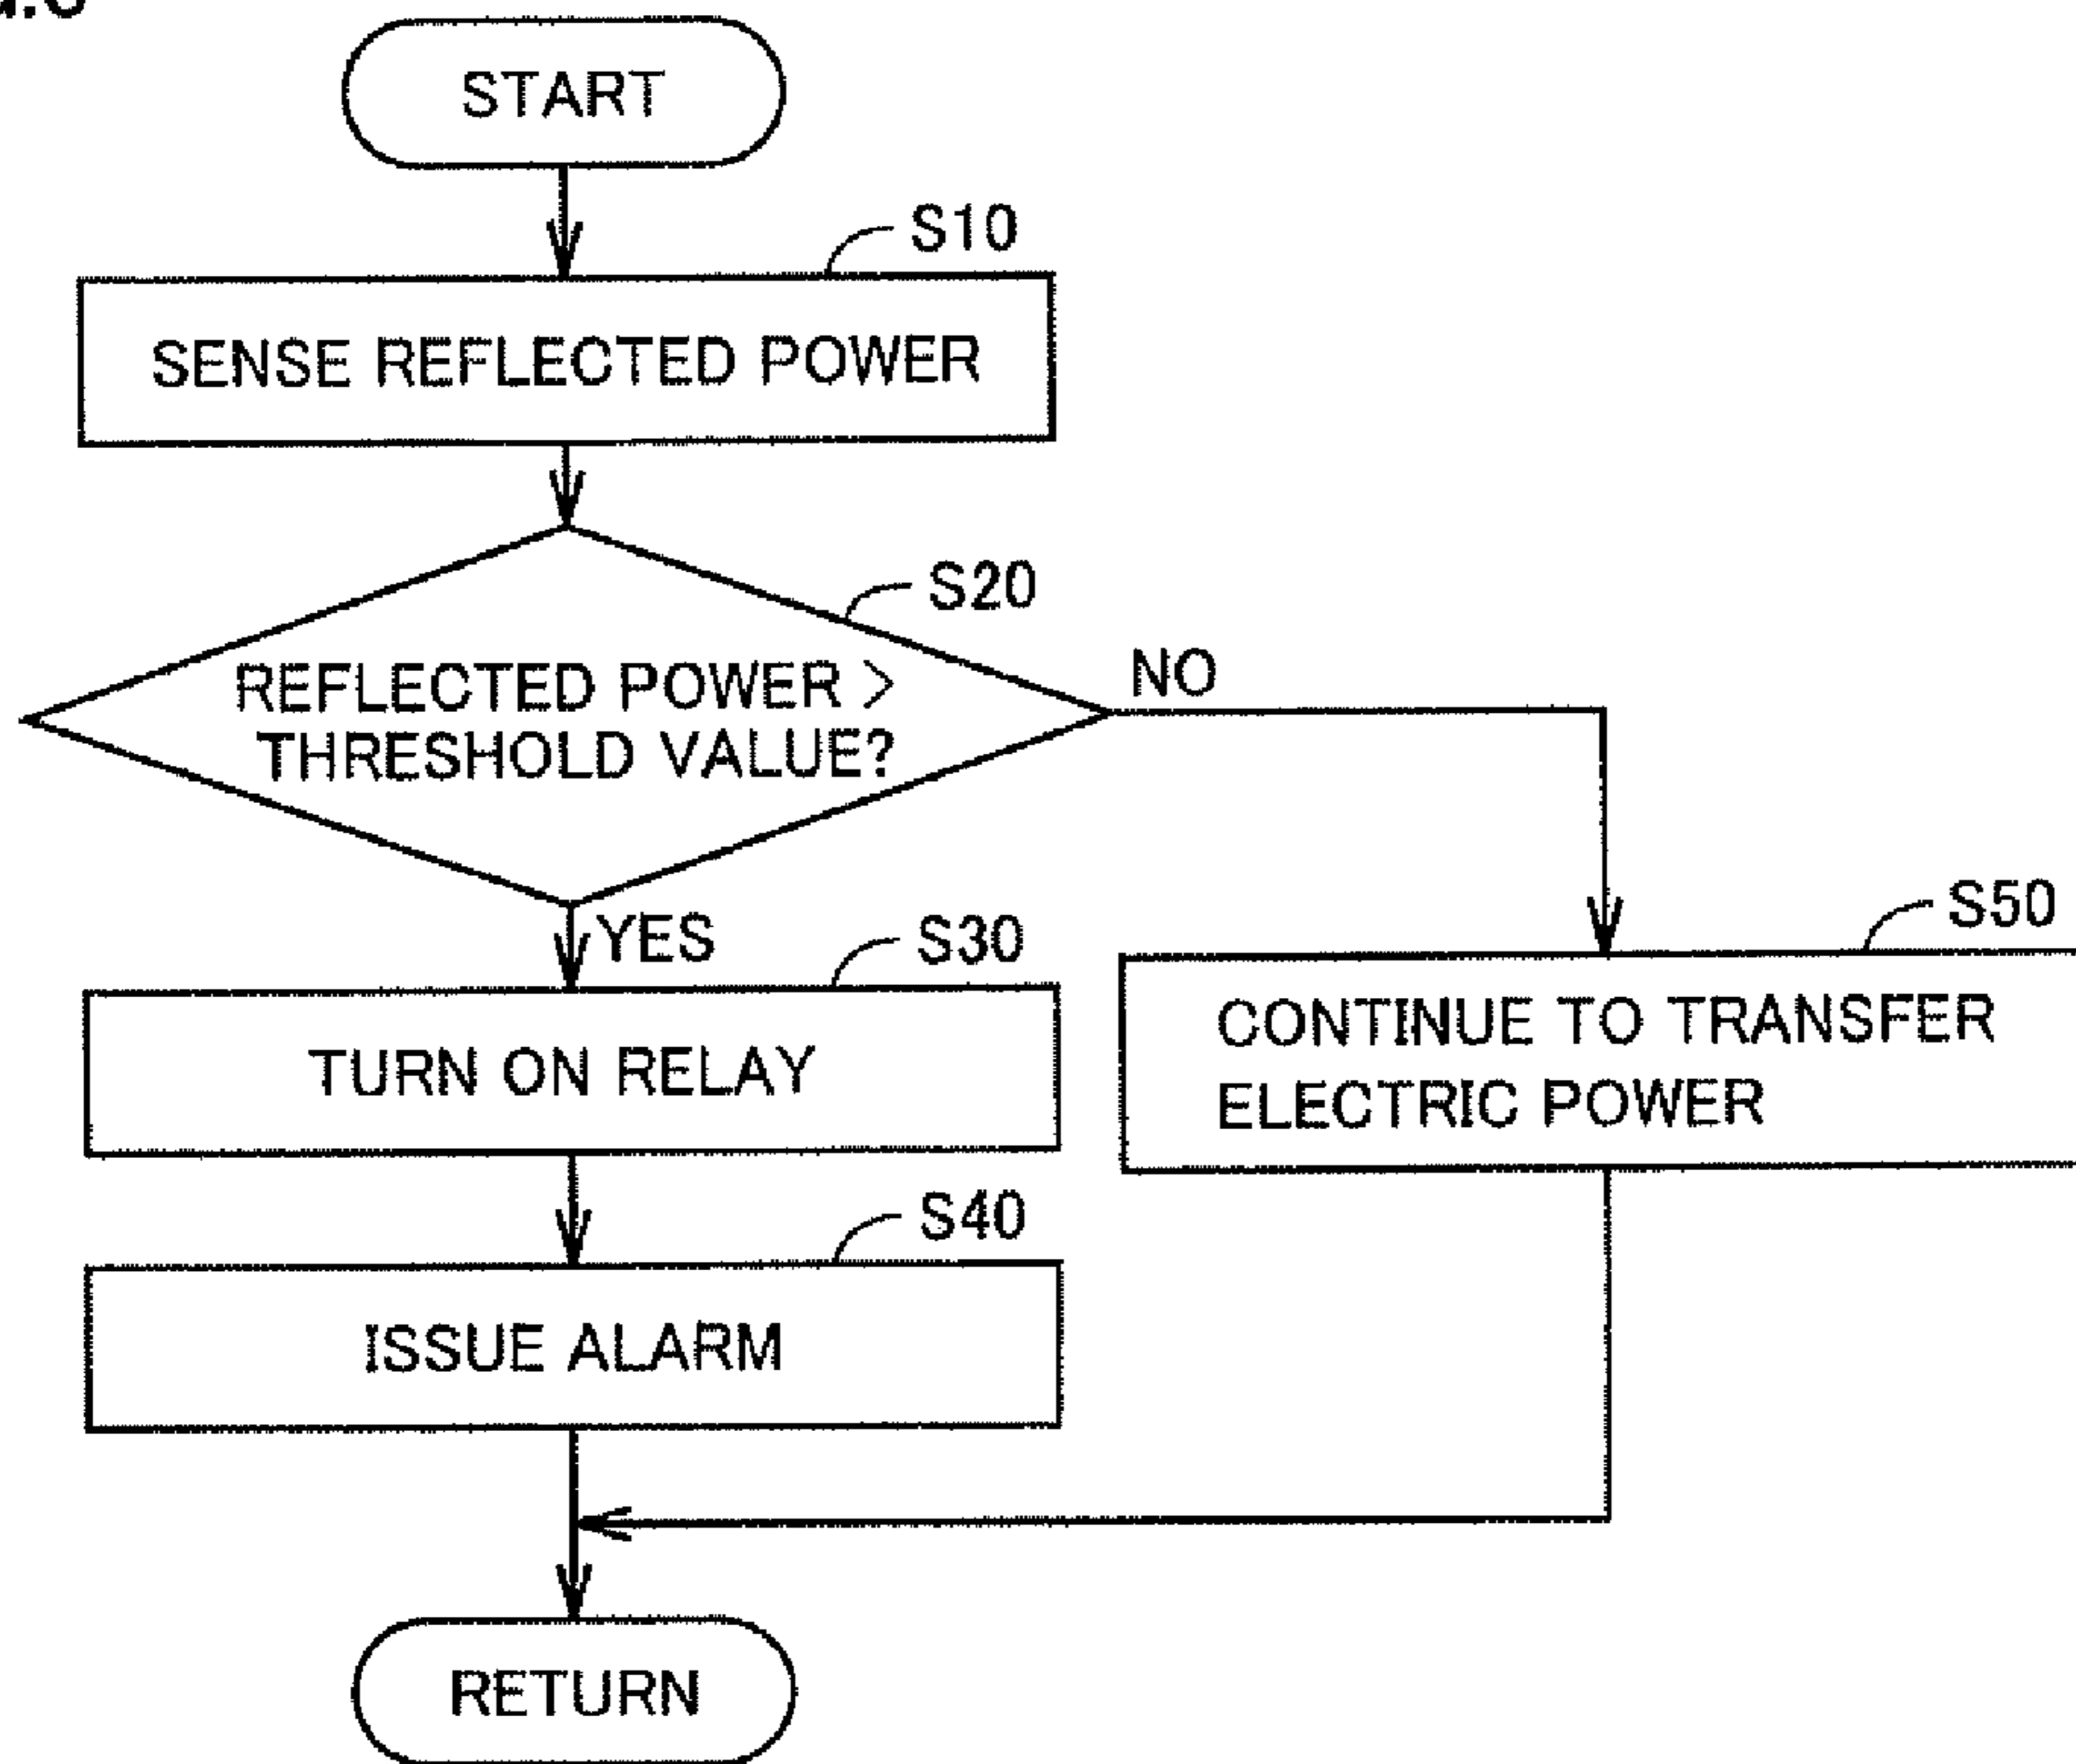 START
S10
SENSE REFLECTED POWER
S20
REFLECTED POWER >
THRESHOLD VALUE?
NO
YES
S30
TURN ON RELAY
S50
CONTINUE TO TRANSFER
ELECTRIC POWER
S40
ISSUE ALARM
RETURN